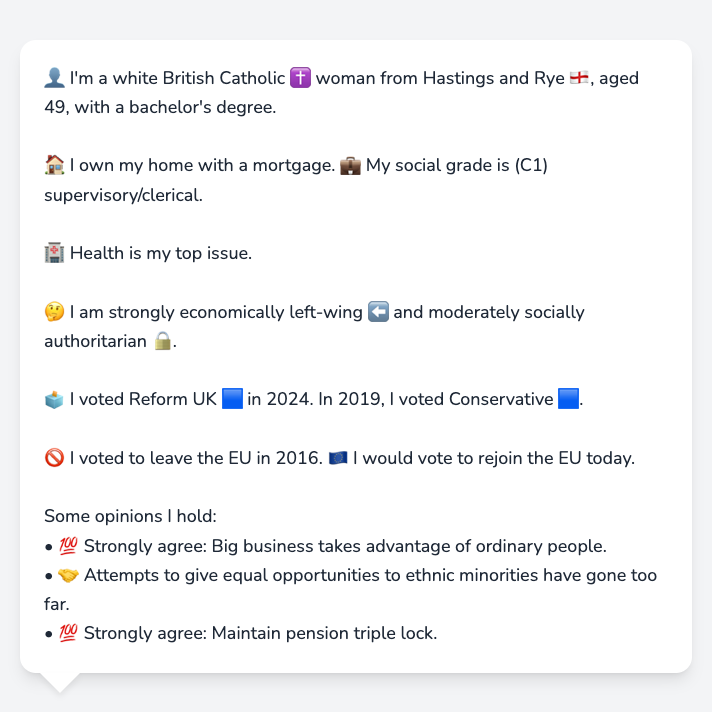 👤 I'm a white British Catholic ✝️ woman from Hastings and Rye 🏴󠁧󠁢󠁥󠁮󠁧󠁿, aged
49, with a bachelor's degree.
🏠 I own my home with a mortgage. 💼 My social grade is (C1)
supervisory/clerical.
🏥 Health is my top issue.
🤔 I am strongly economically left-wing ⬅️ and moderately socially
authoritarian 🔒.
🗳️ I voted Reform UK 🟦 in 2024. In 2019, I voted Conservative 🟦.
🚫 I voted to leave the EU in 2016. 🇪🇺 I would vote to rejoin the EU today.
Some opinions I hold:
• 💯 Strongly agree: Big business takes advantage of ordinary people.
• 🤝 Attempts to give equal opportunities to ethnic minorities have gone too
far.
• 💯 Strongly agree: Maintain pension triple lock.